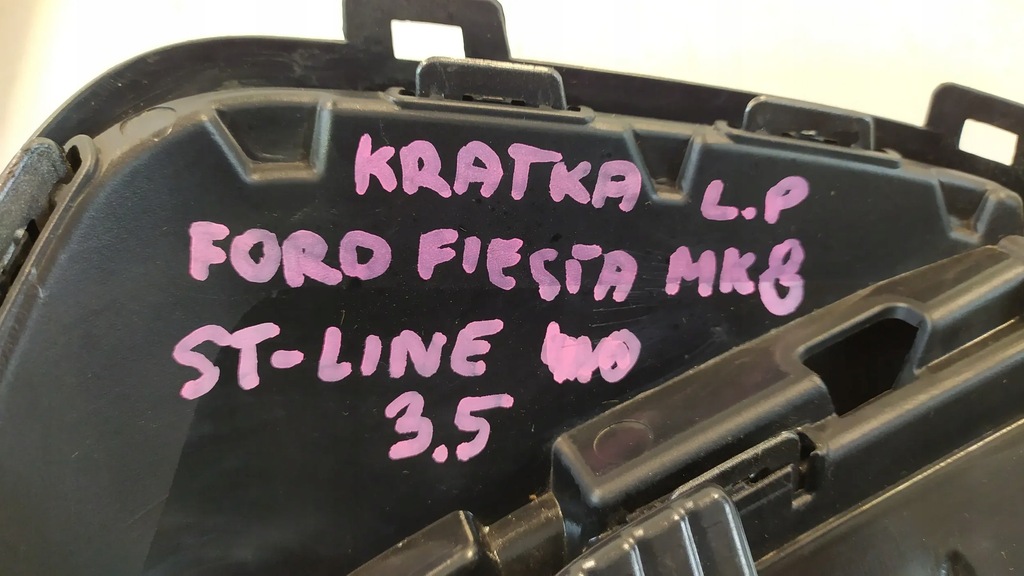 KRATKA L.P
FORD FIESTA MK8
ST-LINE
3.5